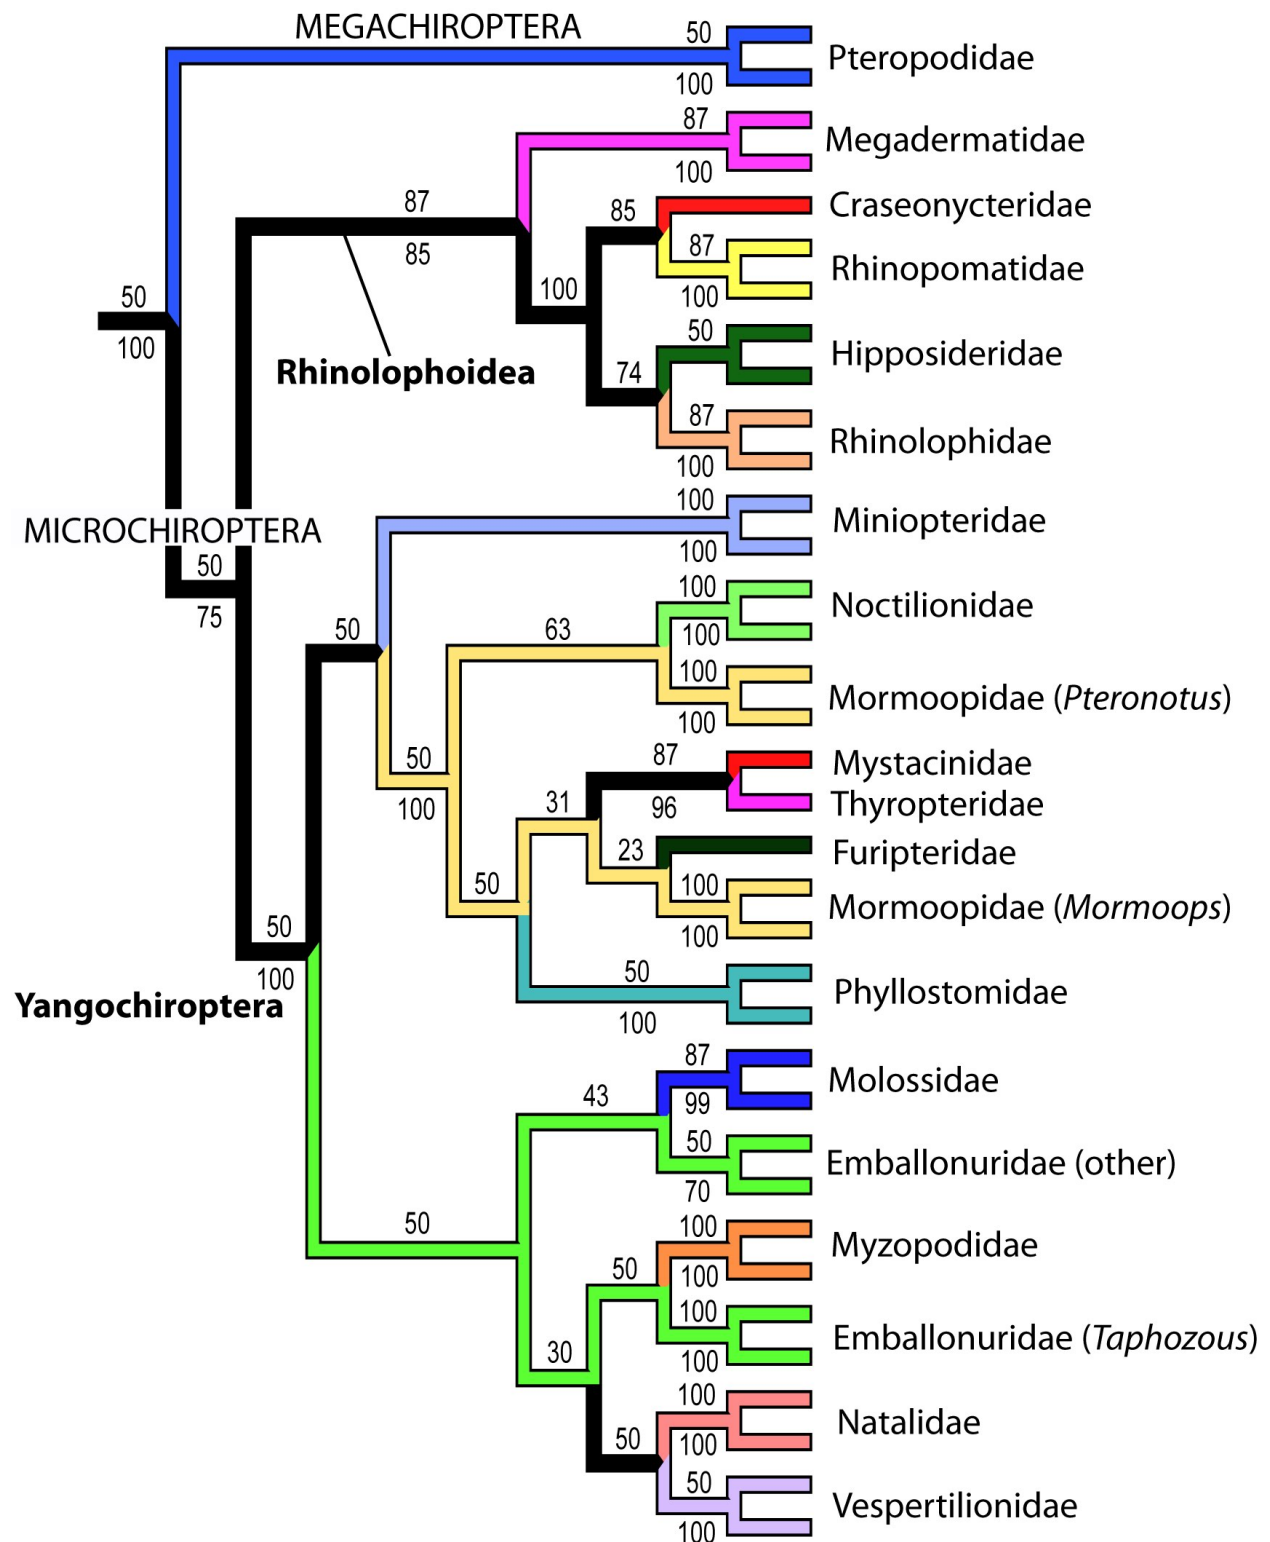 MEGACHIROPTERA
50
100
Pteropodidae
87
100
Megadermatidae
87
85
85
Craseonycteridae
87
100
Rhinopomatidae
100
50
100
Rhinolophoidea
50
Hipposideridae
74
87
100
Rhinolophidae
MICROCHIROPTERA
50
75
100
100
Miniopteridae
50
100
100
Noctilionidae
63
100
100
Mormoopidae (Pteronotus)
50
100
87
96
Mystacinidae
Thyropteridae
31
23
Furipteridae
100
100
Mormoopidae (Mormoops)
50
50
100
Phyllostomidae
50
100
Yangochiroptera
87
99
Molossidae
43
50
70
Emballonuridae (other)
50
100
100
Myzopodidae
50
100
100
Emballonuridae (Taphozous)
30
100
100
Natalidae
50
50
100
Vespertilionidae